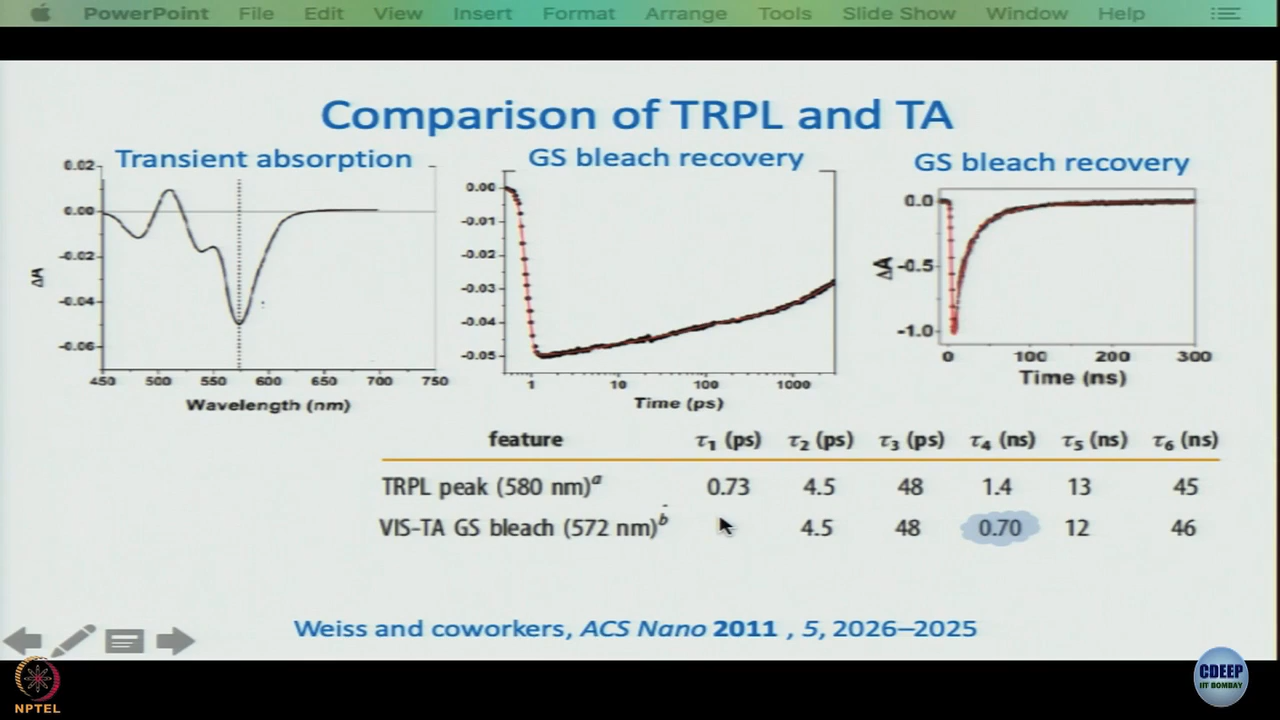 PowerPoint File Edit View Insert Format Arrange Tools Slide Show Window Help
Comparison of TRPL and TA
Transient absorption
0.02
0.00
-0.02
-0.04
-0.06
ΔA
450 500 550 600 650 700 750
Wavelength (nm)
GS bleach recovery
0.00
-0.01
-0.02
-0.03
-0.04
-0.05
1 10 100 1000
Time (ps)
GS bleach recovery
0.0
-0.5
-1.0
ΔA
0 100 200 300
Time (ns)
feature τ1 (ps) τ2 (ps) τ3 (ps) τ4 (ns) τ5 (ns) τ6 (ns)
TRPL peak (580 nm)a 0.73 4.5 48 1.4 13 45
VIS-TA GS bleach (572 nm)b 4.5 48 0.70 12 46
Weiss and coworkers, ACS Nano 2011 , 5, 2026–2025
NPTEL
CDEEP
IIT BOMBAY